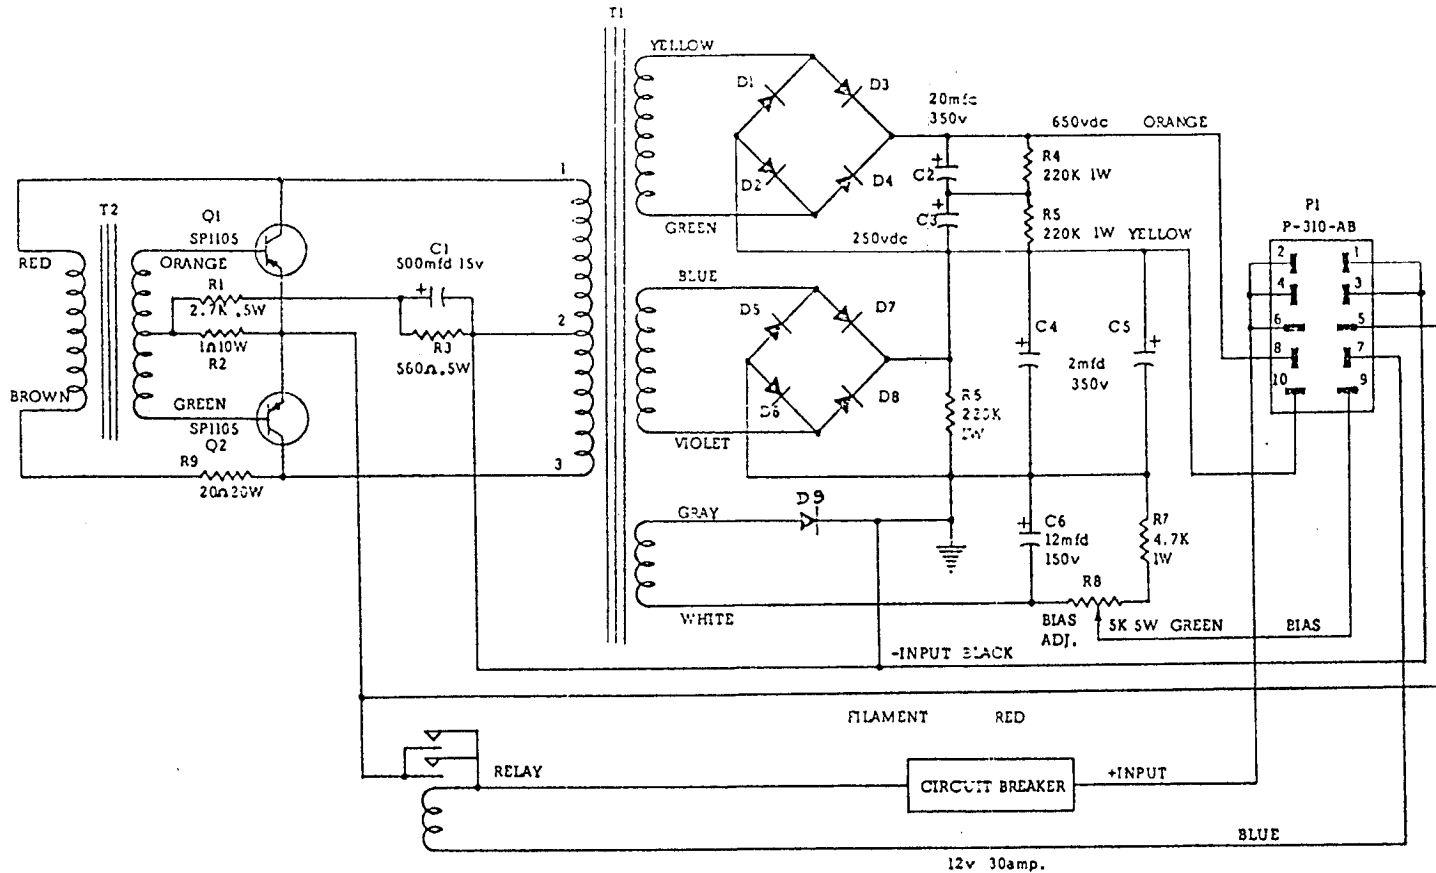 T1
YELLOW
D1
D3
20mfd
350v
650vdc ORANGE
C2
R4
220K 1W
D2
D4
C3
R5
220K 1W YELLOW
GREEN
250vdc
P1
P-310-AB
2 1
4 3
6 5
8 7
10 9
1
T2
Q1
SP1105
RED
ORANGE
R1
2.7K .5W
C1
500mfd 15v
1Ω10W
R2
R3
560Ω.5W
2
BROWN
GREEN
SP1105
Q2
R9
20Ω20W
3
BLUE
D5
D7
D6
D8
VIOLET
C4
C5
2mfd
350v
GRAY
D9
C6
12mfd
150v
R7
4.7K
1W
R8
WHITE
BIAS
ADJ.
5K 5W GREEN BIAS
-INPUT BLACK
FILAMENT RED
RELAY
CIRCUIT BREAKER
+INPUT
BLUE
12v 30amp.